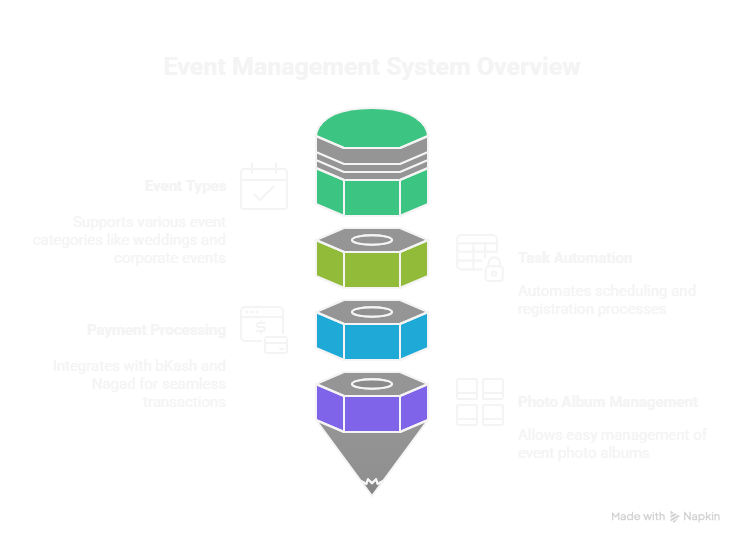 Event Management System Overview
Event Types
Supports various event
categories like weddings and
corporate events
Task Automation
Automates scheduling and
registration processes
Payment Processing
Integrates with bKash and
Nagad for seamless
transactions
Photo Album Management
Allows easy management of
event photo albums
Made with Napkin